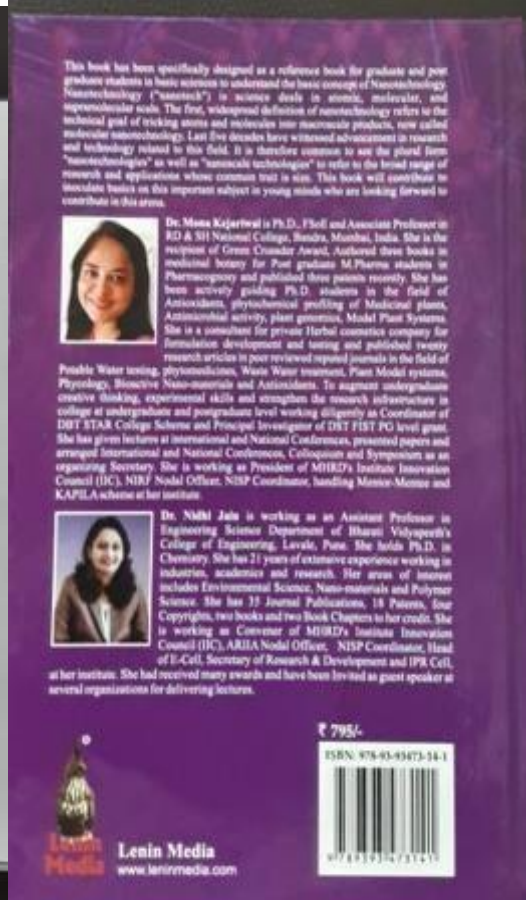 This book has been specifically designed as a reference book for graduate and post
graduate students in basic sciences to understand the basic concept of Nanotechnology.
Nanotechnology ("nanotech") is science deals in atomic, molecular, and
supramolecular scale. The first, widespread definition of nanotechnology refers to the
technical goal of tricking atoms and molecules into macroscale products, now called
molecular nanotechnology. Last five decades have witnessed advancement in research
and technology related to this field. It is therefore common to see the plural form
"nanotechnologies" as well as "nanoscale technologies" to refer to the broad range of
research and applications whose common trait is size. This book will contribute to
inoculate basics on this important subject in young minds who are looking forward to
contribute in this arena.
Dr. Mona Kejariwal is Ph.D., FSoE and Associate Professor in
RD & SH National College, Bandra, Mumbai, India. She is the
recipient of Green Crusader Award, Authored three books in
medicinal botany for Post graduate M.Pharma students in
Pharmacognosy and published three patents recently. She has
been actively guiding Ph.D. students in the field of
Antioxidants, phytochemical profiling of Medicinal plants,
Antimicrobial activity, plant genomics, Model Plant Systems.
She is a consultant for private Herbal cosmetics company for
formulation development and testing and published twenty
research articles in peer reviewed reputed journals in the field of
Potable Water testing, phytomedicines, Waste Water treatment, Plant Model systems,
Phycology, Bioactive Nano-materials and Antioxidants. To augment undergraduate
creative thinking, experimental skills and strengthen the research infrastructure in
college at undergraduate and postgraduate level working diligently as Coordinator of
DBT STAR College Scheme and Principal Investigator of DST FIST PG level grant.
She has given lectures at international and National Conferences, presented papers and
arranged International and National Conferences, Colloquium and Symposium as an
organizing Secretary. She is working as President of MHRD's Institute Innovation
Council (IIC), NIRF Nodal Officer, NISP Coordinator, handling Mentor-Mentee and
KAPILA scheme at her institute.
Dr. Nidhi Jain is working as an Assistant Professor in
Engineering Science Department of Bharati Vidyapeeth's
College of Engineering, Lavale, Pune. She holds Ph.D. in
Chemistry. She has 21 years of extensive experience working in
industries, academics and research. Her areas of interest
includes Environmental Science, Nano-materials and Polymer
Science. She has 35 Journal Publications, 18 Patents, four
Copyrights, two books and two Book Chapters to her credit. She
is working as Convener of MHRD's Institute Innovation
Council (IIC), ARIIA Nodal Officer, NISP Coordinator, Head
of E-Cell, Secretary of Research & Development and IPR Cell,
at her institute. She had received many awards and have been Invited as guest speaker at
several organizations for delivering lectures.
₹ 795/-
ISBN: 978-93-93473-14-1
9 789393 473141
Lenin
Media
Lenin Media
www.leninmedia.com